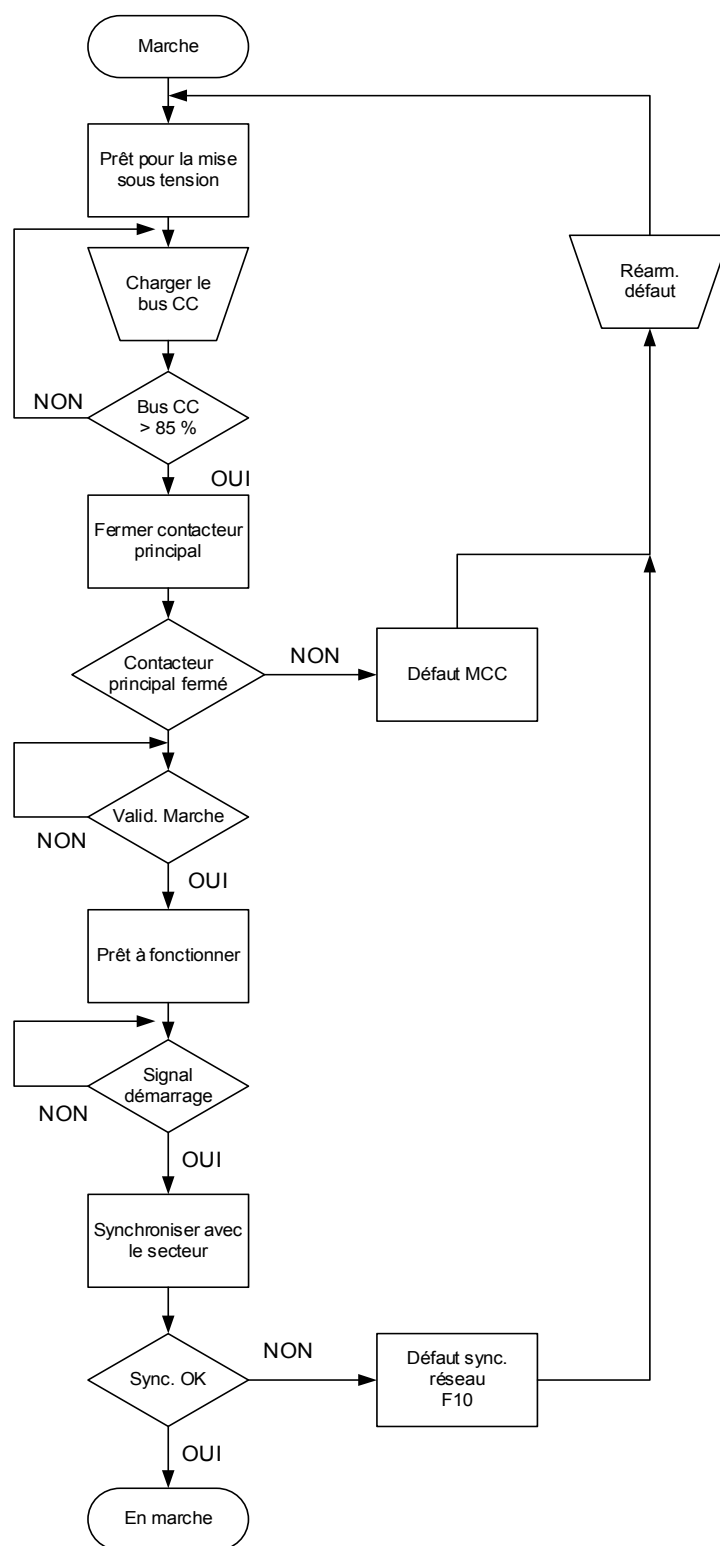 Marche
Prêt pour la mise
sous tension
Charger le
bus CC
Réarm.
défaut
NON
Bus CC
> 85 %
OUI
Fermer contacteur
principal
Contacteur
principal fermé
NON
Défaut MCC
Valid. Marche
NON
OUI
Prêt à fonctionner
Signal
démarrage
NON
OUI
Synchroniser avec
le secteur
Sync. OK
NON
Défaut sync.
réseau
F10
OUI
En marche